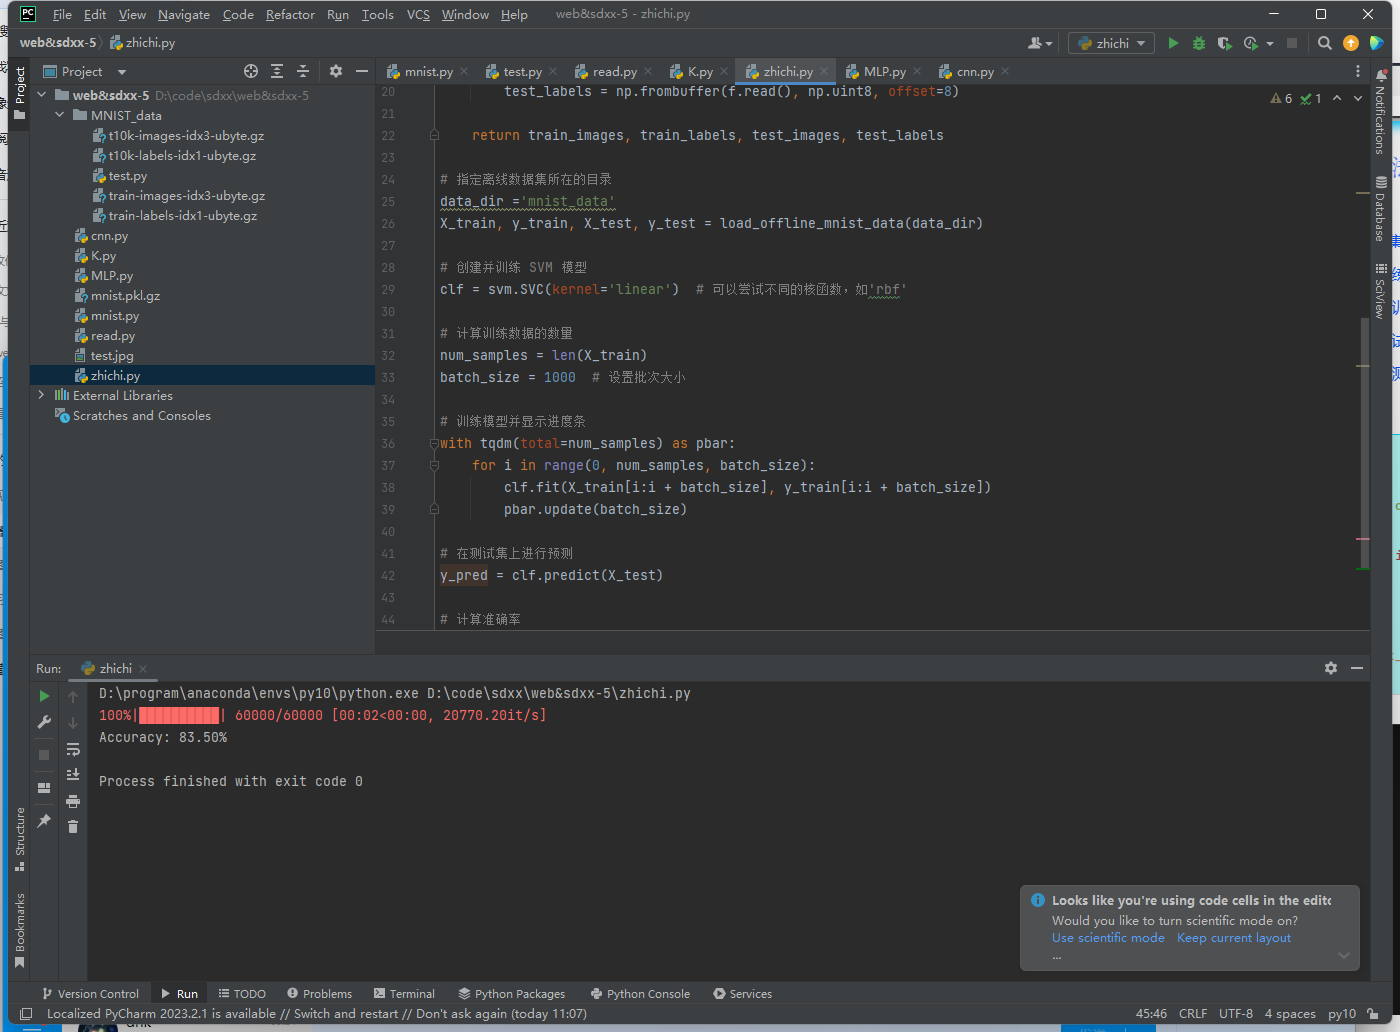 File Edit View Navigate Code Refactor Run Tools VCS Window Help web&sdxx-5 - zhichi.py
web&sdxx-5 zhichi.py zhichi
Project
mnist.py test.py read.py K.py zhichi.py MLP.py cnn.py
web&sdxx-5 D:\code\sdxx\web&sdxx-5
MNIST_data
t10k-images-idx3-ubyte.gz
t10k-labels-idx1-ubyte.gz
test.py
train-images-idx3-ubyte.gz
train-labels-idx1-ubyte.gz
cnn.py
K.py
MLP.py
mnist.pkl.gz
mnist.py
read.py
test.jpg
zhichi.py
External Libraries
Scratches and Consoles
Project
Structure
Bookmarks
20 test_labels = np.frombuffer(f.read(), np.uint8, offset=8)
21
22 return train_images, train_labels, test_images, test_labels
23
24 # 指定离线数据集所在的目录
25 data_dir ='mnist_data'
26 X_train, y_train, X_test, y_test = load_offline_mnist_data(data_dir)
27
28 # 创建并训练 SVM 模型
29 clf = svm.SVC(kernel='linear') # 可以尝试不同的核函数，如'rbf'
30
31 # 计算训练数据的数量
32 num_samples = len(X_train)
33 batch_size = 1000 # 设置批次大小
34
35 # 训练模型并显示进度条
36 with tqdm(total=num_samples) as pbar:
37 for i in range(0, num_samples, batch_size):
38 clf.fit(X_train[i:i + batch_size], y_train[i:i + batch_size])
39 pbar.update(batch_size)
40
41 # 在测试集上进行预测
42 y_pred = clf.predict(X_test)
43
44 # 计算准确率
6 1
Notifications
Database
SciView
Run: zhichi
D:\program\anaconda\envs\py10\python.exe D:\code\sdxx\web&sdxx-5\zhichi.py
100%|██████████| 60000/60000 [00:02<00:00, 20770.20it/s]
Accuracy: 83.50%
Process finished with exit code 0
Looks like you're using code cells in the edito
Would you like to turn scientific mode on?
Use scientific mode Keep current layout
...
Version Control Run TODO Problems Terminal Python Packages Python Console Services
Localized PyCharm 2023.2.1 is available // Switch and restart // Don't ask again (today 11:07) 45:46 CRLF UTF-8 4 spaces py10